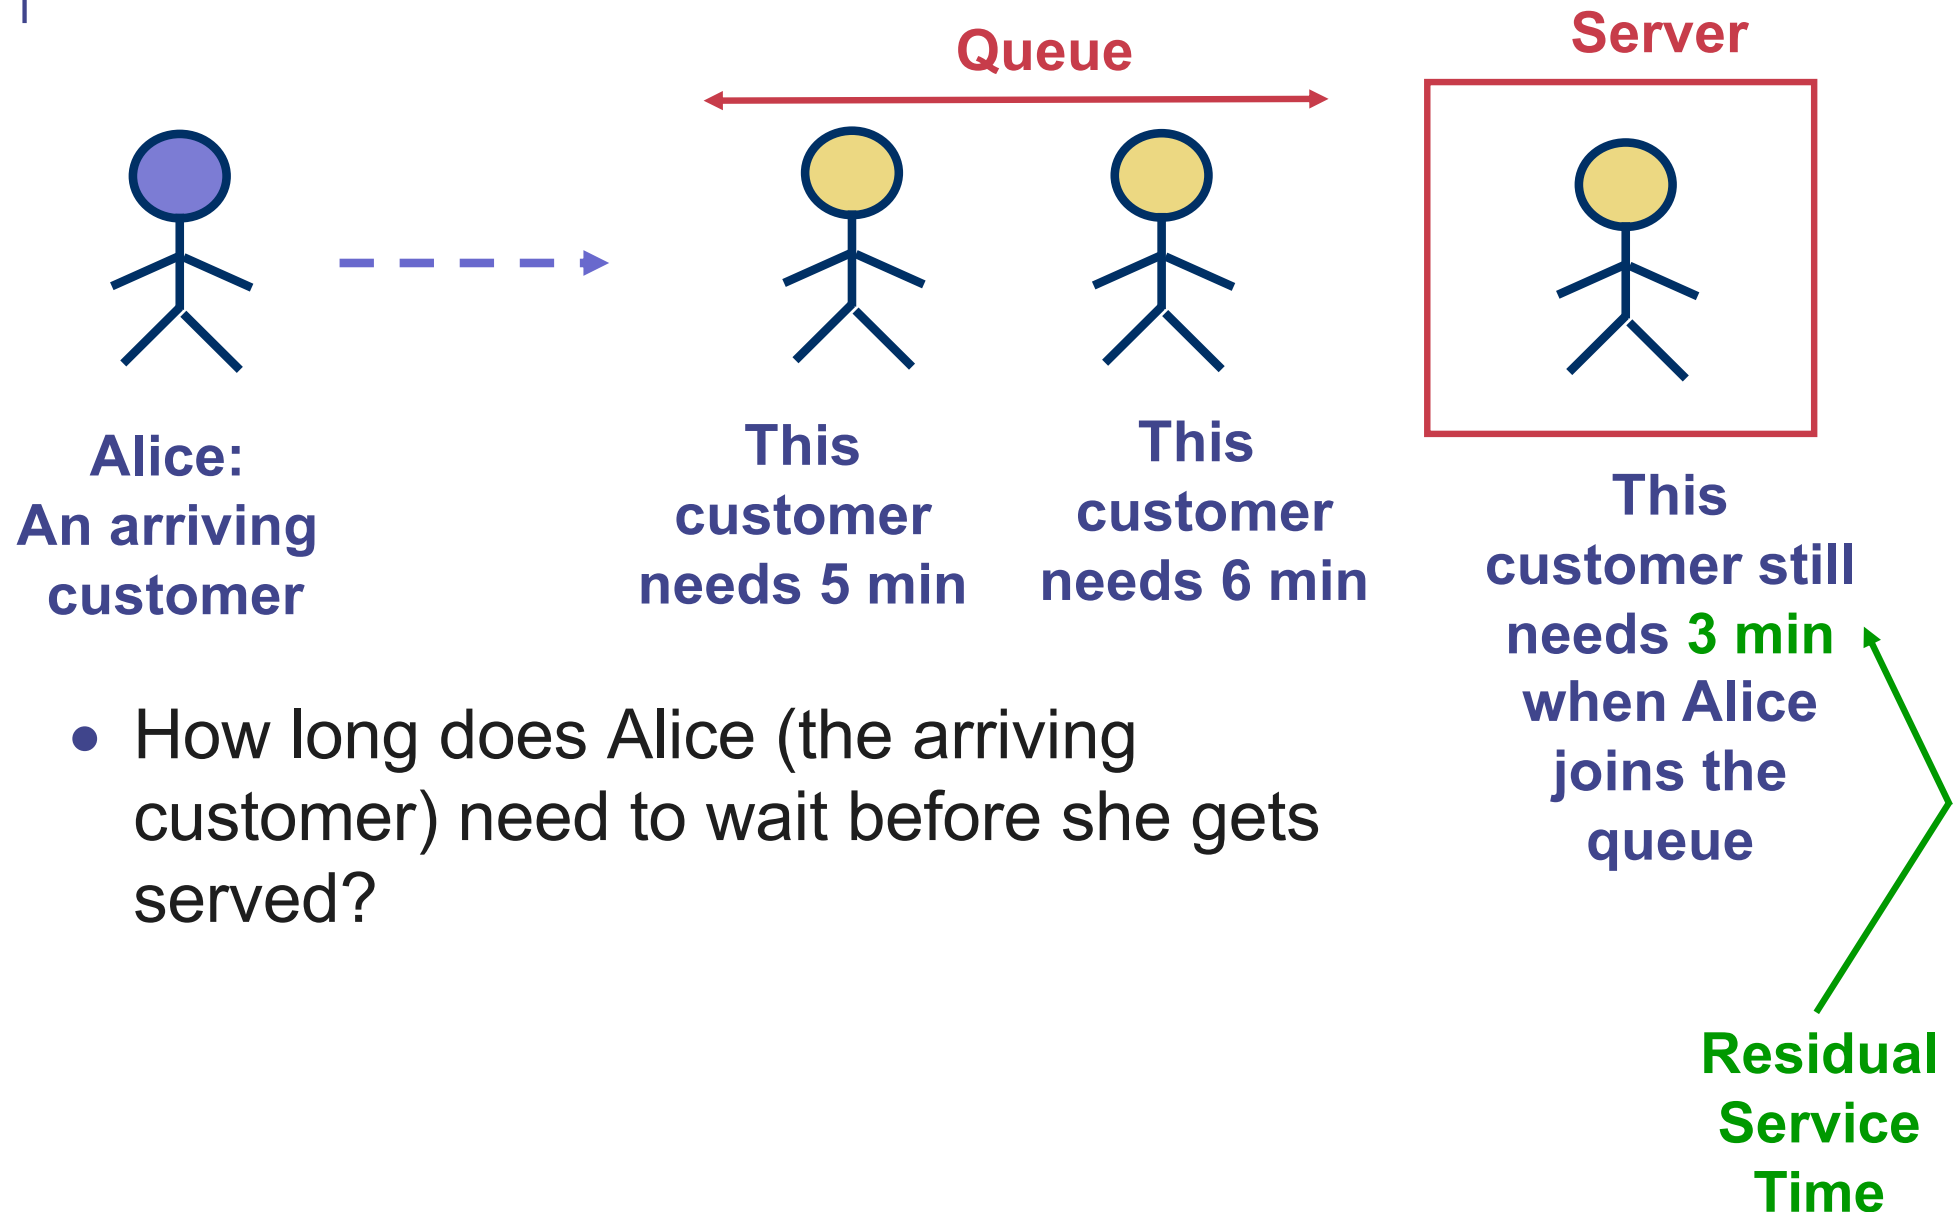 Queue
Server
Alice:
An arriving
customer
This
customer
needs 5 min
This
customer
needs 6 min
This
customer still
needs 3 min
when Alice
joins the
queue
• How long does Alice (the arriving
customer) need to wait before she gets
served?
Residual
Service
Time